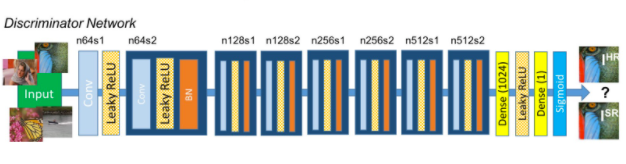 Discriminator Network
n64s1 n64s2 n128s1 n128s2 n256s1 n256s2 n512s1 n512s2
Input
Conv
Leaky ReLU
Conv
Leaky ReLU
BN
Dense (1024)
Leaky ReLU
Dense (1)
Sigmoid
I^HR
?
I^SR